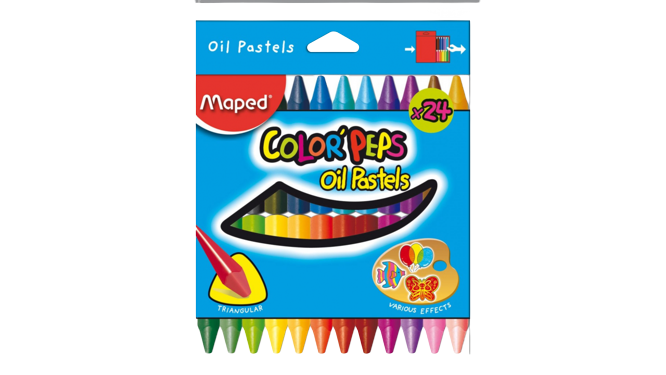 Oil Pastels
Maped®
x24
COLOR'PEPS
Oil Pastels
TRIANGULAR
VARIOUS EFFECTS